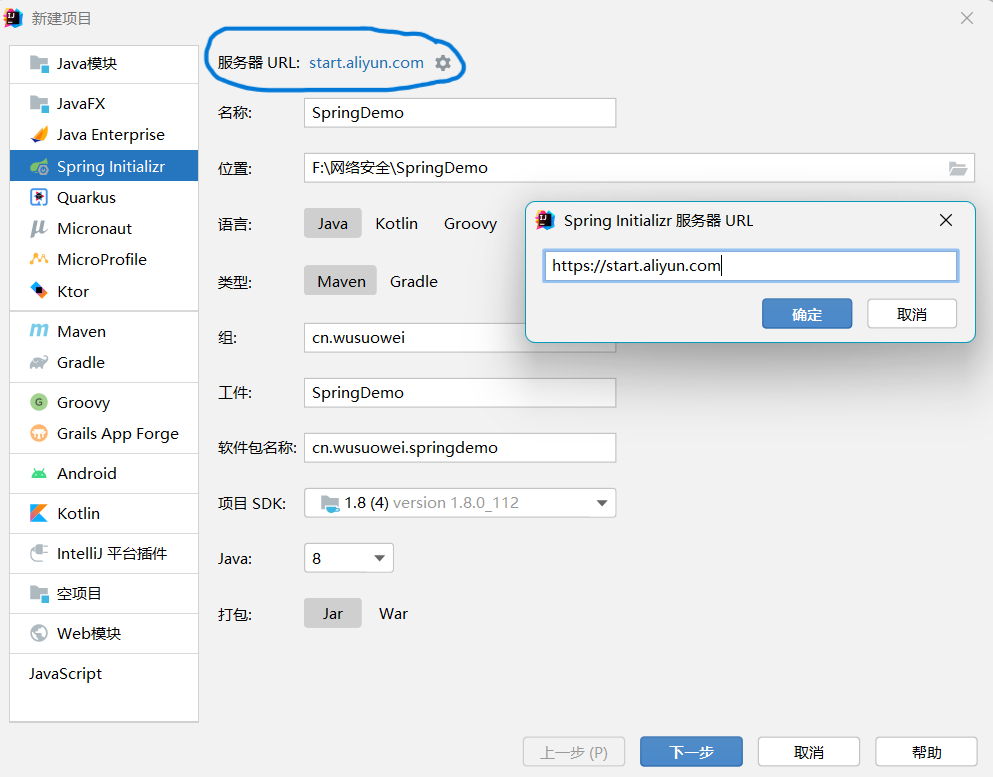 新建项目
Java模块
JavaFX
Java Enterprise
Spring Initializr
Quarkus
Micronaut
MicroProfile
Ktor
Maven
Gradle
Groovy
Grails App Forge
Android
Kotlin
IntelliJ 平台插件
空项目
Web模块
JavaScript
服务器 URL: start.aliyun.com
名称: SpringDemo
位置: F:\网络安全\SpringDemo
语言: Java Kotlin Groovy
类型: Maven Gradle
组: cn.wusuowei
工件: SpringDemo
软件包名称: cn.wusuowei.springdemo
项目 SDK: 1.8 (4) version 1.8.0_112
Java: 8
打包: Jar War
Spring Initializr 服务器 URL
https://start.aliyun.com
确定 取消
上一步 (P) 下一步 取消 帮助